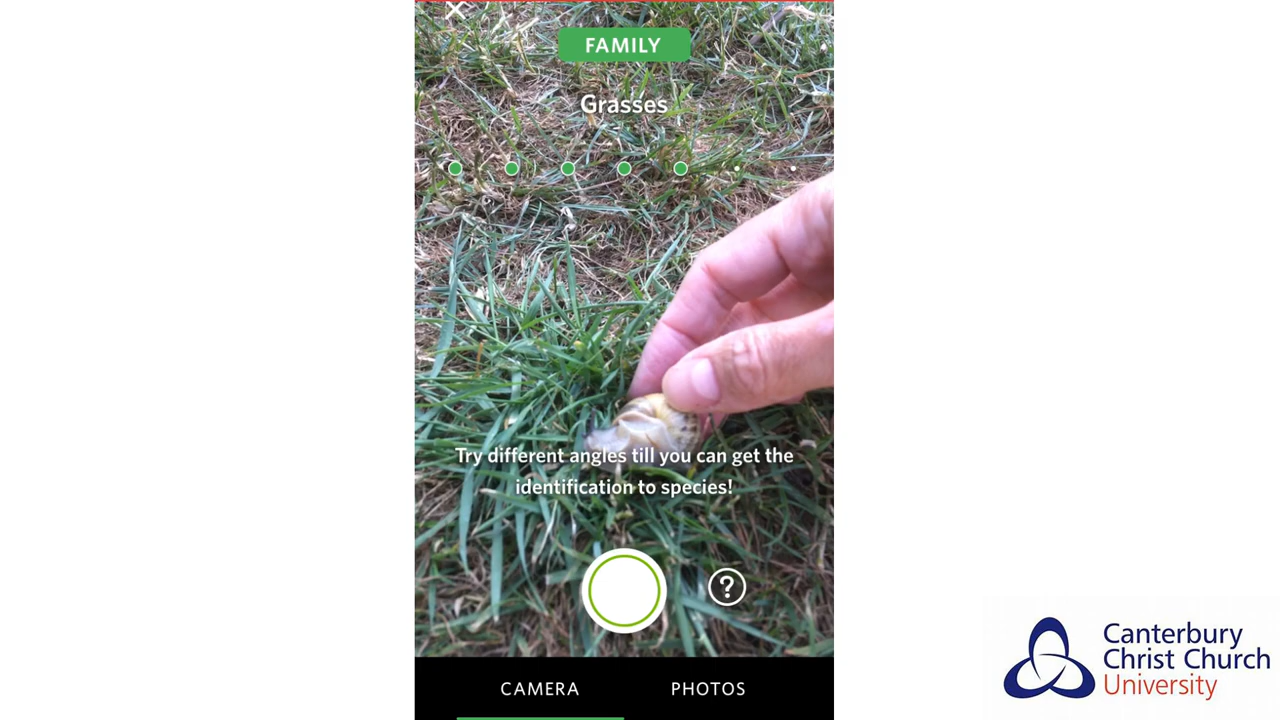 FAMILY
Grasses
Try different angles till you can get the
identification to species!
?
CAMERA
PHOTOS
Canterbury
Christ Church
University